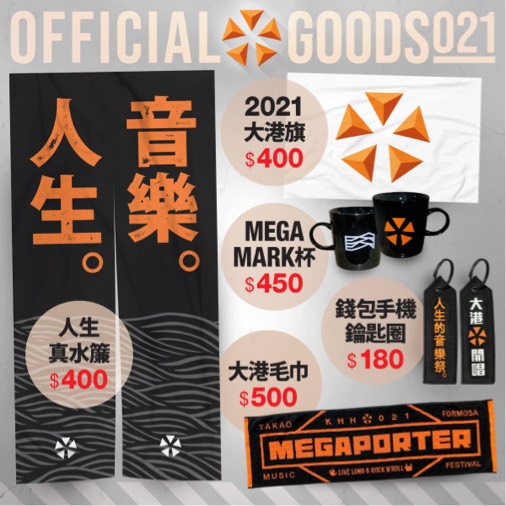 OFFICIAL GOODS021
音樂。
人生。
2021
大港旗
$400
MEGA
MARK杯
$450
錢包手機
鑰匙圈
$180
人生的音樂祭。
大港開唱
人生
真水簾
$400
大港毛巾
$500
TAKAO KHH 021 FORMOSA
MEGAPORTER
MUSIC LIVE LONG & ROCK N'ROLL FESTIVAL